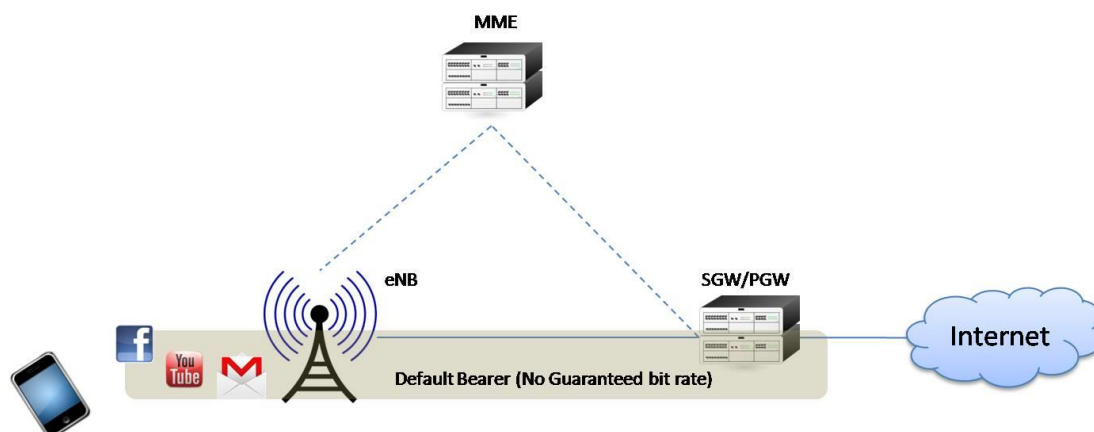 MME
eNB
SGW/PGW
Internet
f
You
Tube
M
Default Bearer (No Guaranteed bit rate)